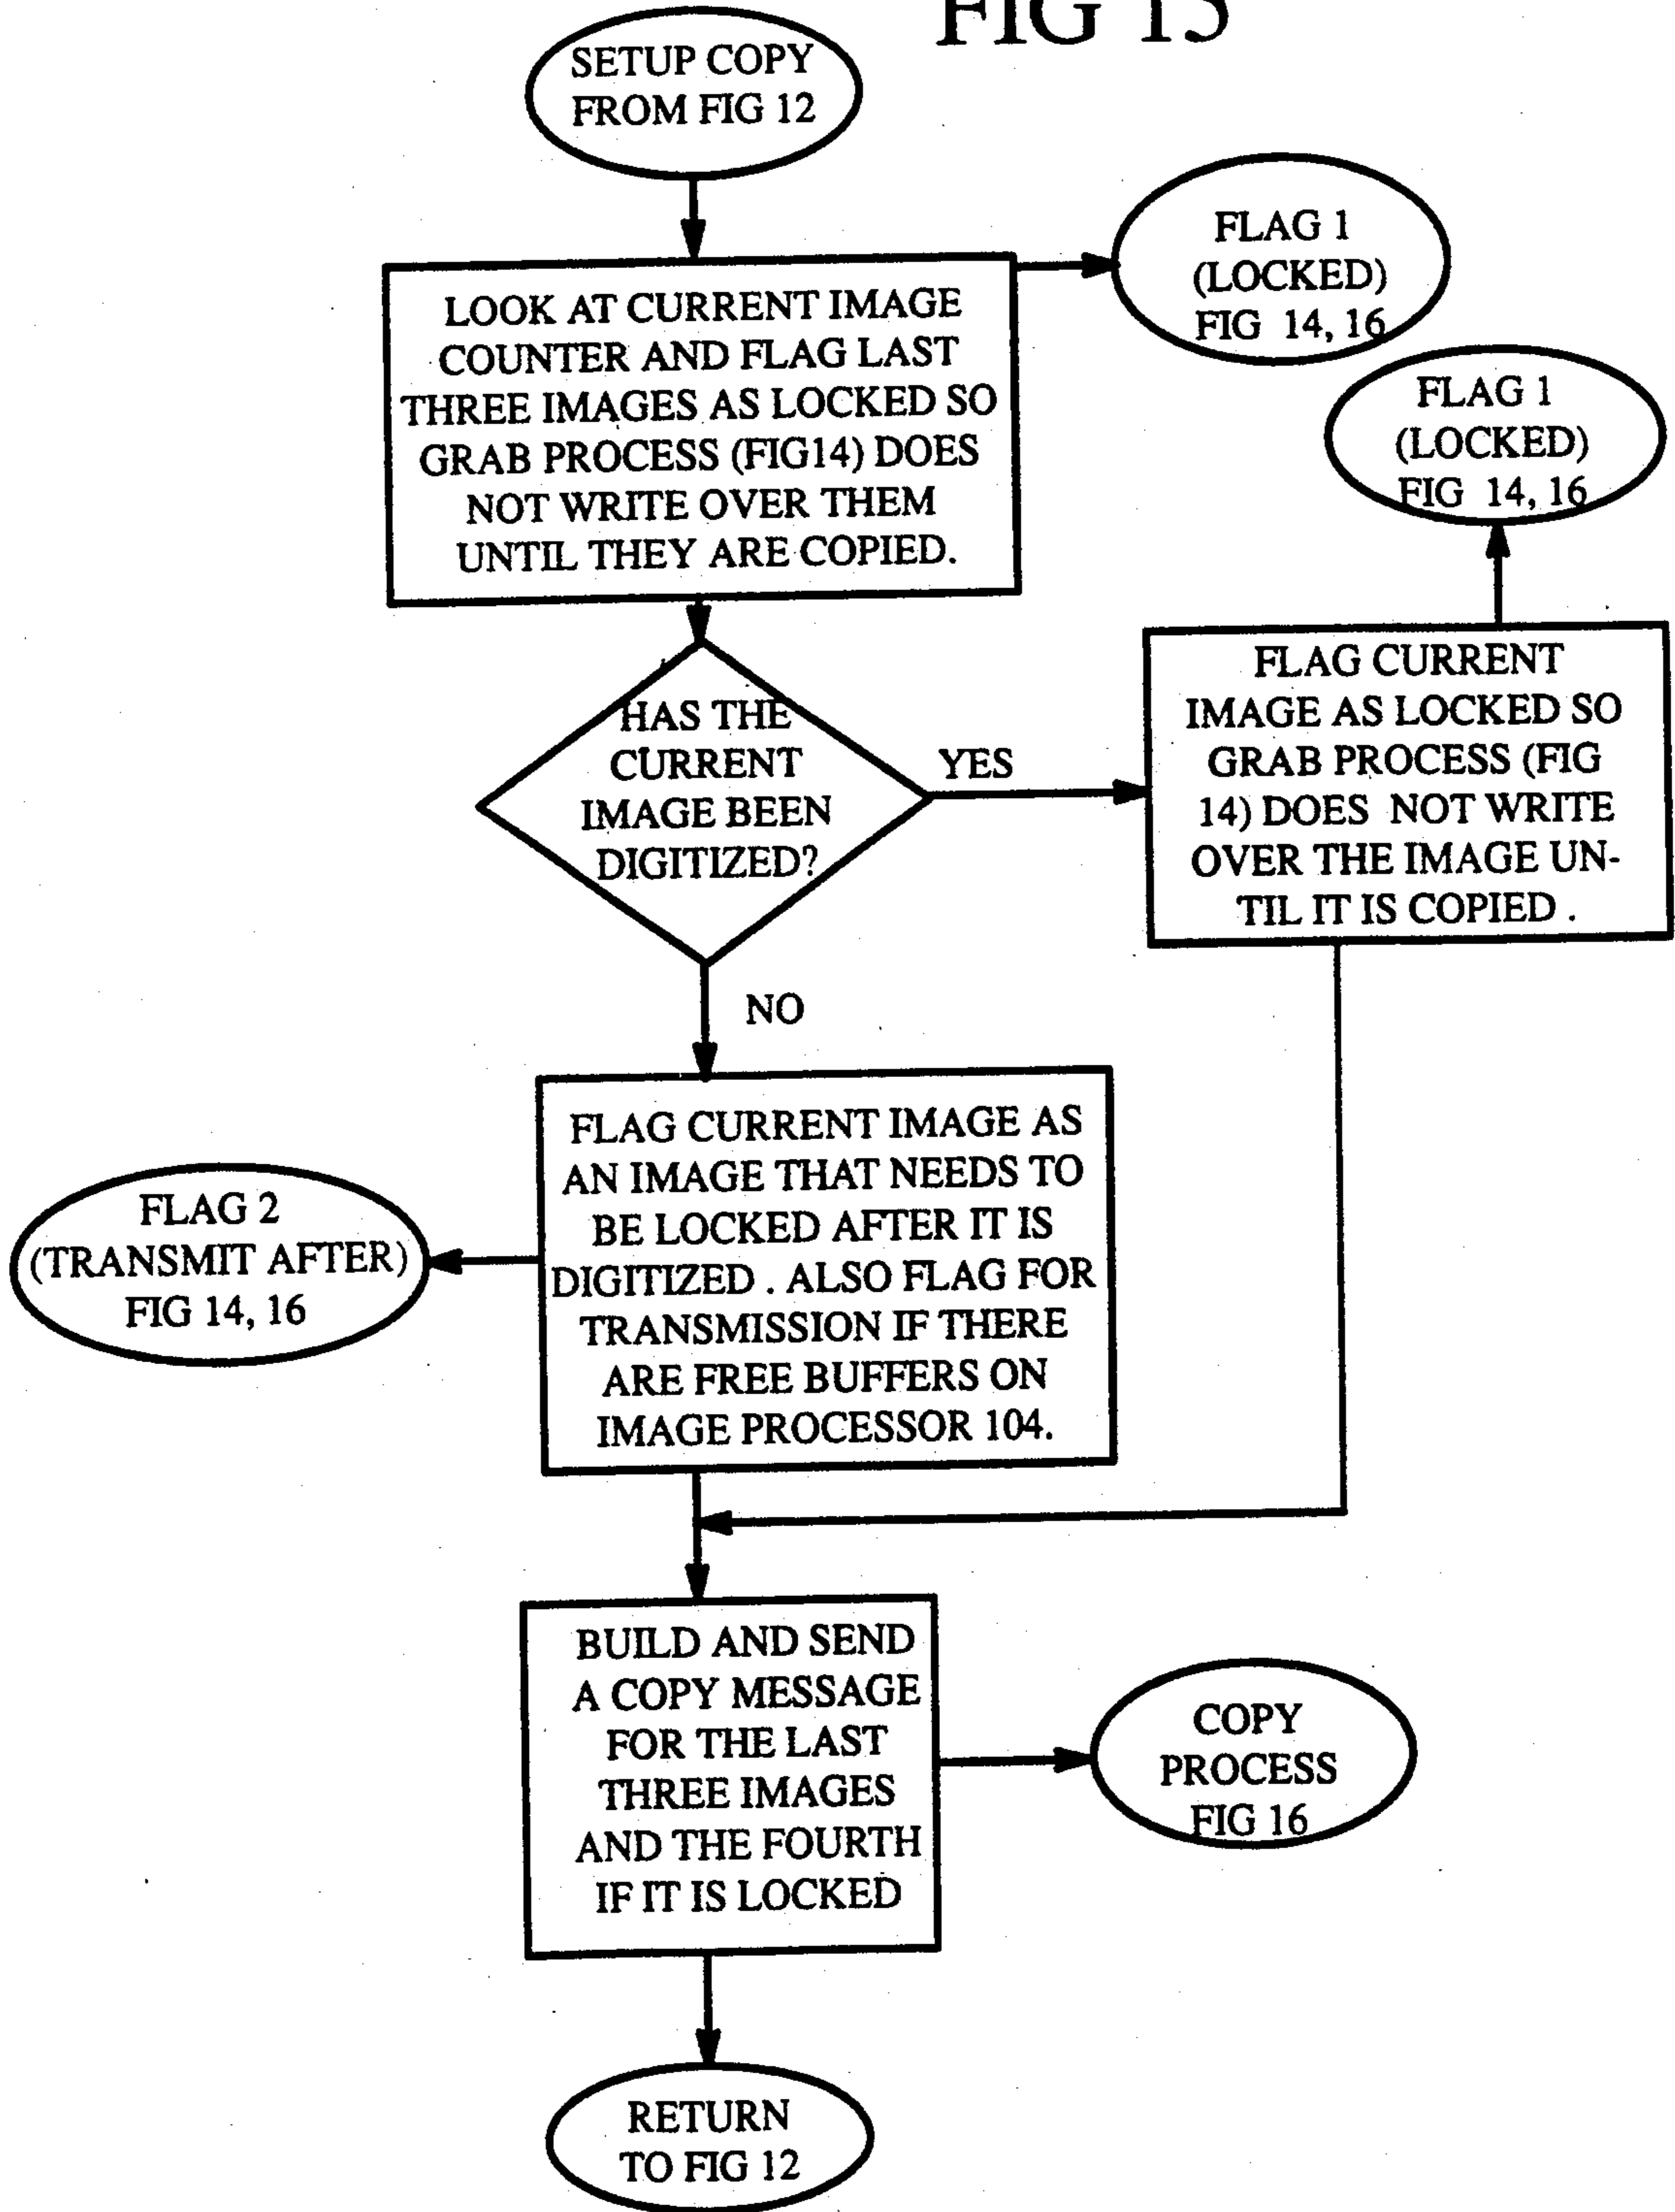 FIG 15
SETUP COPY
FROM FIG 12
FLAG 1
(LOCKED)
FIG 14, 16
LOOK AT CURRENT IMAGE
COUNTER AND FLAG LAST
THREE IMAGES AS LOCKED SO
GRAB PROCESS (FIG14) DOES
NOT WRITE OVER THEM
UNTIL THEY ARE COPIED.
FLAG 1
(LOCKED)
FIG 14, 16
HAS THE
CURRENT
IMAGE BEEN
DIGITIZED?
YES
FLAG CURRENT
IMAGE AS LOCKED SO
GRAB PROCESS (FIG
14) DOES NOT WRITE
OVER THE IMAGE UN-
TIL IT IS COPIED .
NO
FLAG CURRENT IMAGE AS
AN IMAGE THAT NEEDS TO
BE LOCKED AFTER IT IS
DIGITIZED . ALSO FLAG FOR
TRANSMISSION IF THERE
ARE FREE BUFFERS ON
IMAGE PROCESSOR 104.
FLAG 2
(TRANSMIT AFTER)
FIG 14, 16
BUILD AND SEND
A COPY MESSAGE
FOR THE LAST
THREE IMAGES
AND THE FOURTH
IF IT IS LOCKED
COPY
PROCESS
FIG 16
RETURN
TO FIG 12